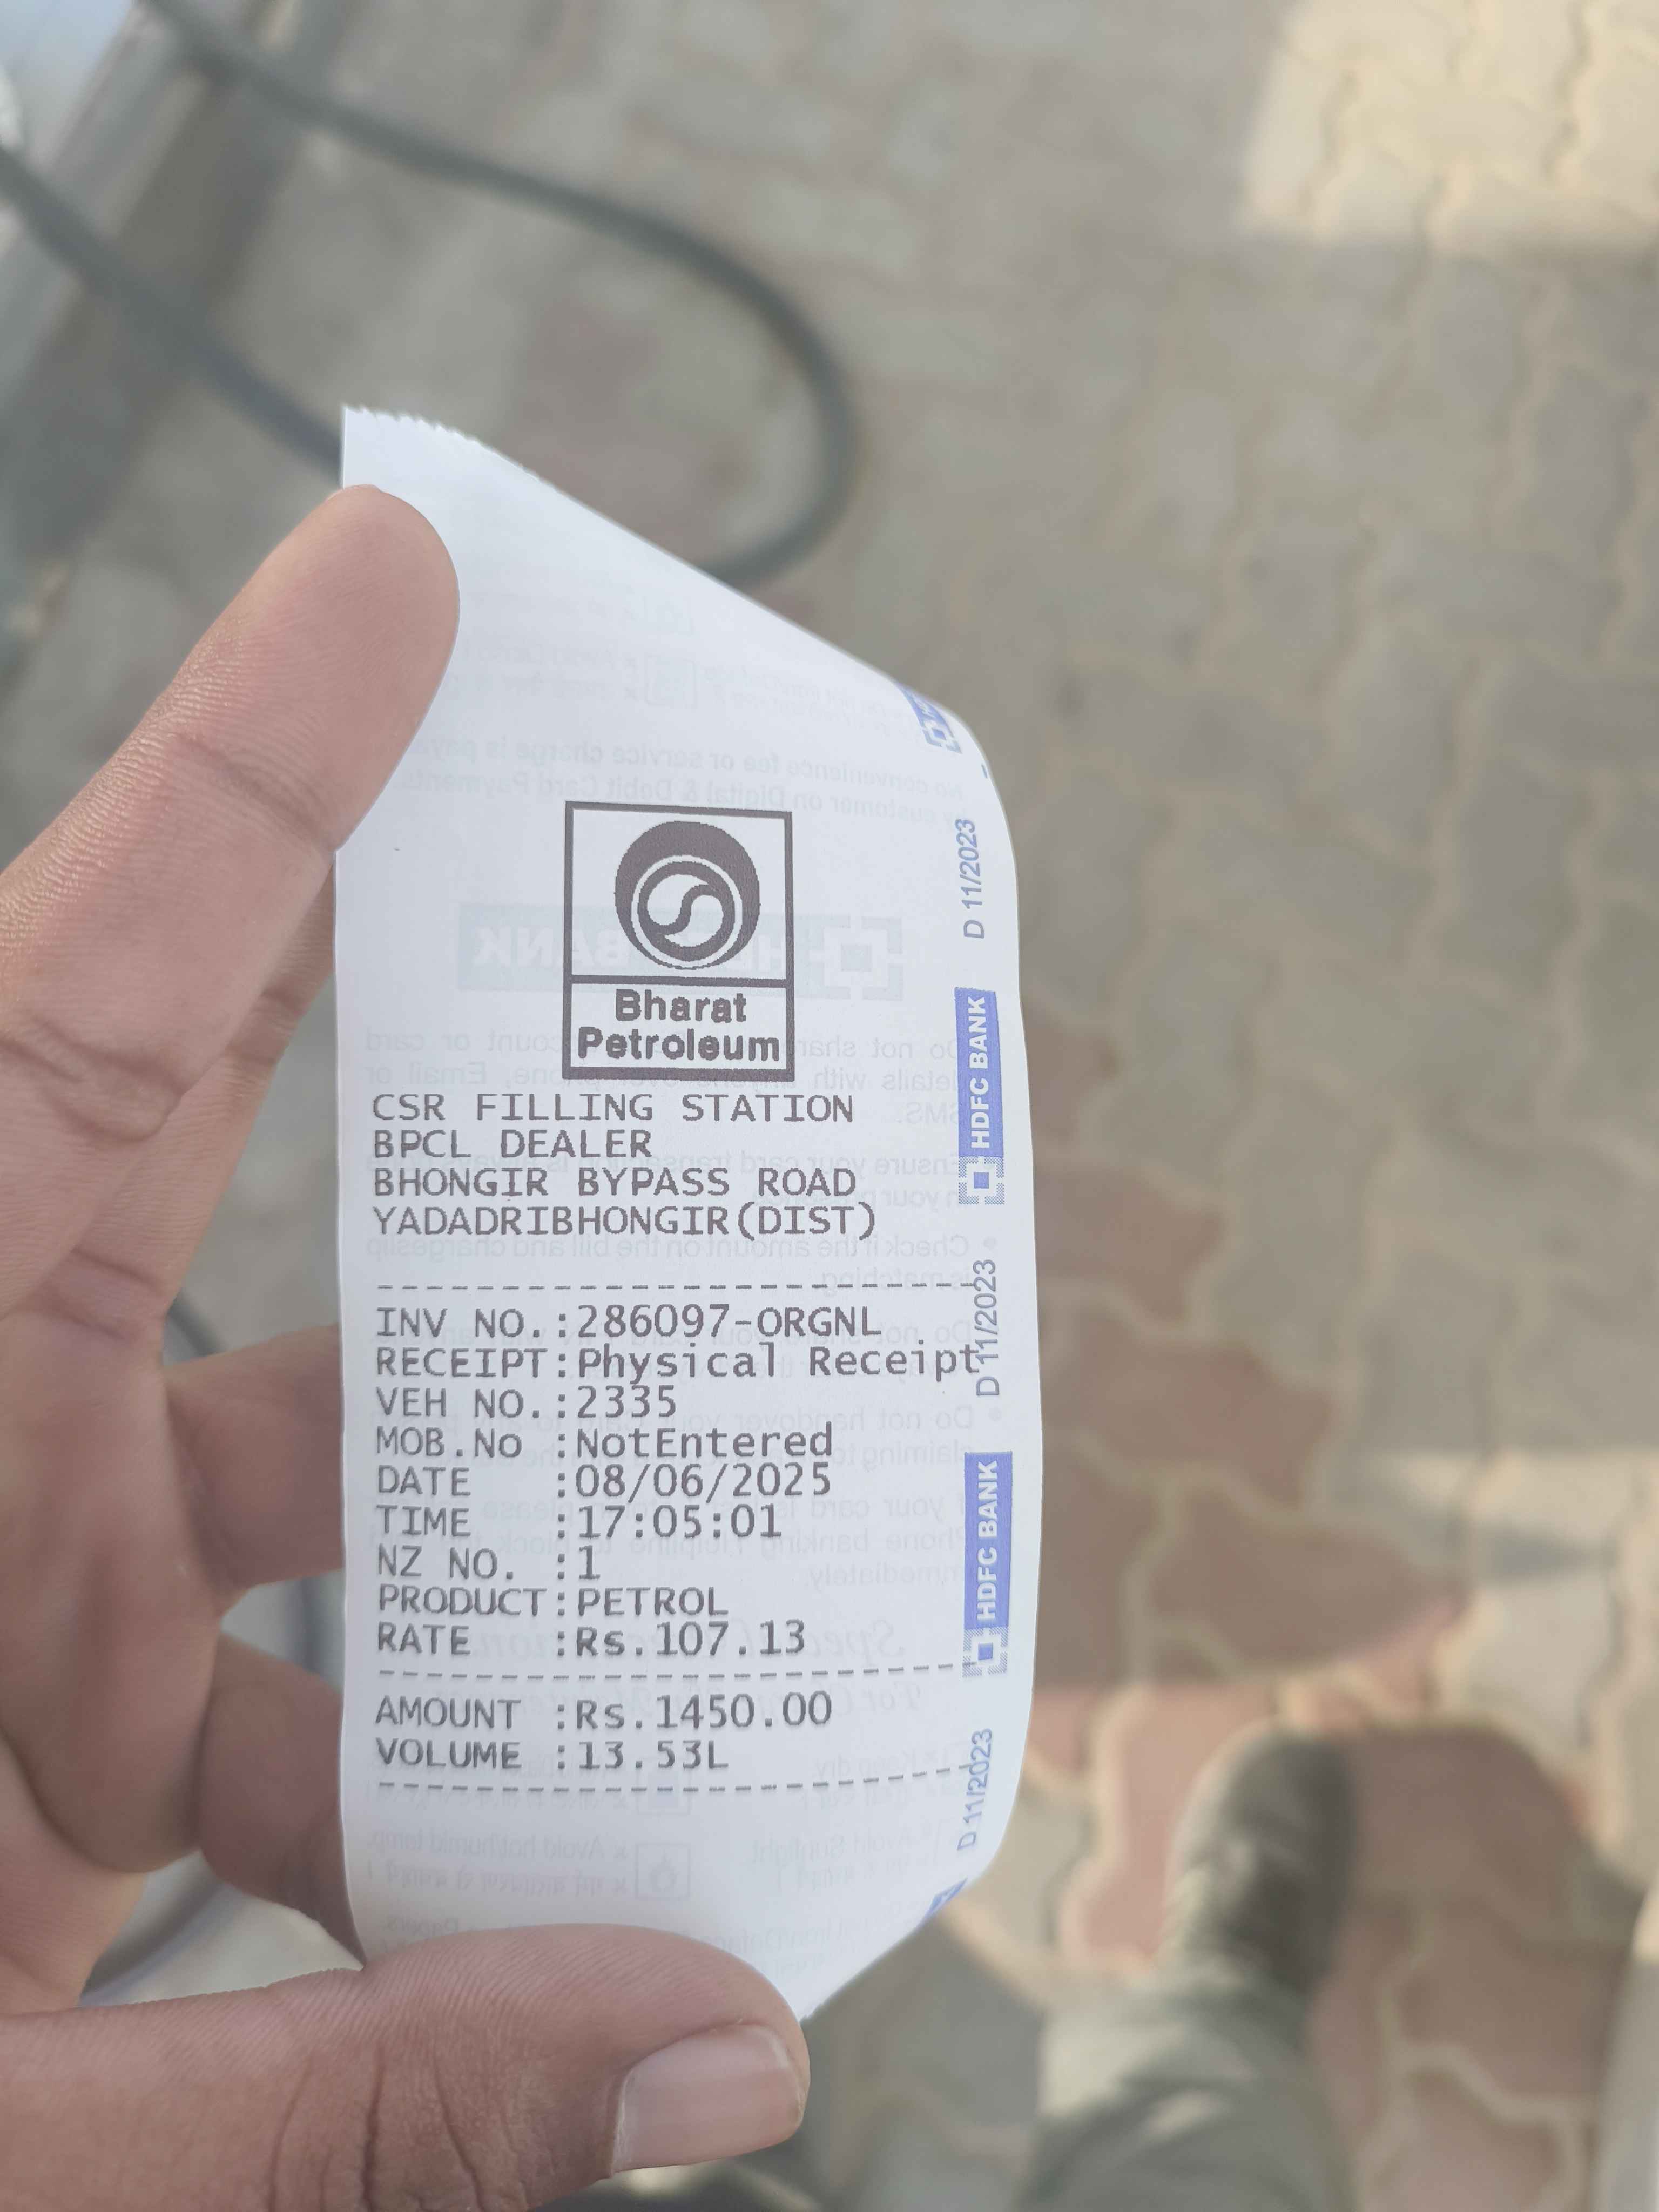 Bharat
Petroleum
CSR FILLING STATION
BPCL DEALER
BHONGIR BYPASS ROAD
YADADRIBHONGIR(DIST)
INV NO.:286097-ORGNL
RECEIPT:Physical Receipt
VEH NO.:2335
MOB.No :NotEntered
DATE :08/06/2025
TIME :17:05:01
NZ NO. :1
PRODUCT:PETROL
RATE :Rs.107.13
AMOUNT :Rs.1450.00
VOLUME :13.53L
D 11/2023
HDFC BANK
D 11/2023
HDFC BANK
D 11/2023